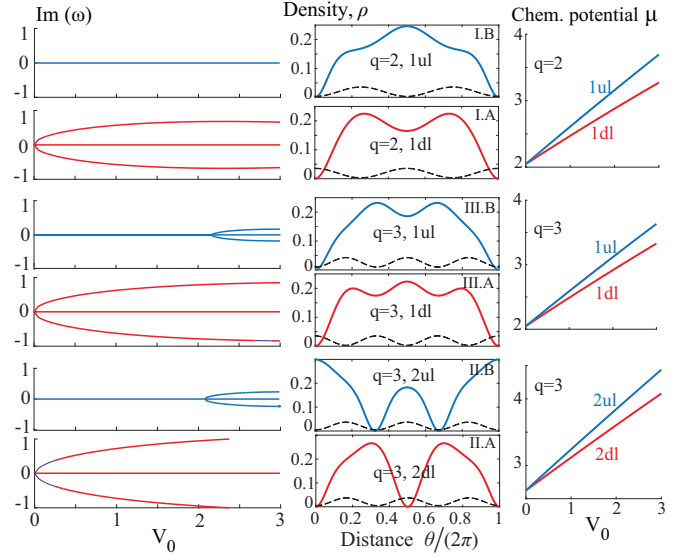 Im (ω)
Density, ρ
Chem. potential μ
1
0
-1
0.2
0.1
0
I.B
q=2, 1ul
4
3
2
q=2
1ul
1dl
1
0
-1
0.2
0.1
0
I.A
q=2, 1dl
1
0
-1
0.2
0.1
0
III.B
q=3, 1ul
4
3
2
q=3
1ul
1dl
1
0
-1
0.2
0.1
0
III.A
q=3, 1dl
1
0
-1
0.2
0.1
0
II.B
q=3, 2ul
4
3
q=3
2ul
2dl
1
0
-1
0.2
0.1
0
II.A
q=3, 2dl
0 1 2 3
0 0.2 0.4 0.6 0.8 1
0 1 2 3
V0
Distance θ/(2π)
V0